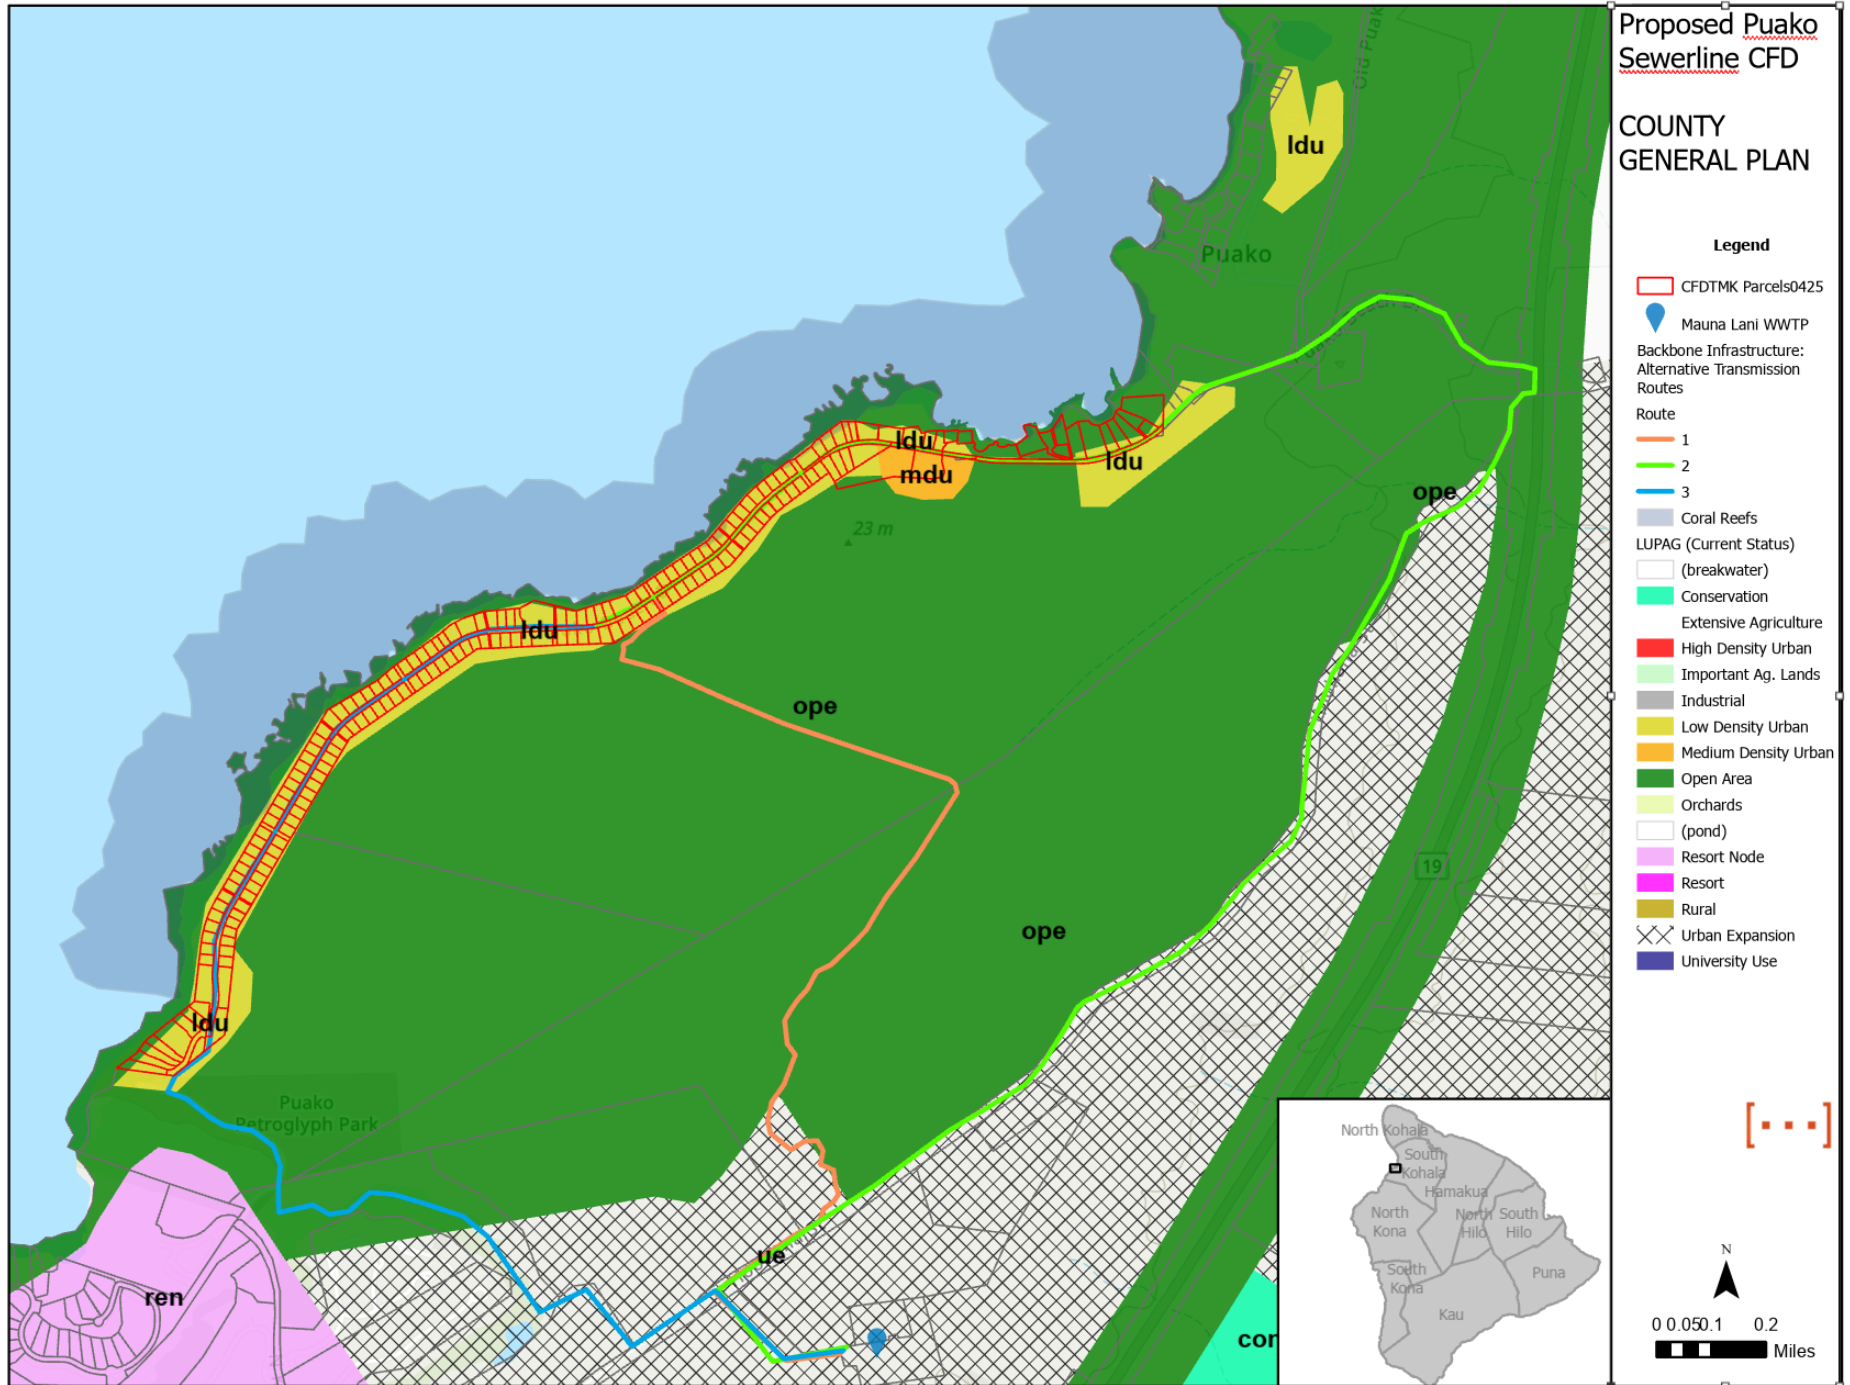 Proposed Puako
Sewerline CFD
COUNTY
GENERAL PLAN
Legend
CFDTMK Parcels0425
Mauna Lani WWTP
Backbone Infrastructure:
Alternative Transmission
Routes
Route
1
2
3
Coral Reefs
LUPAG (Current Status)
(breakwater)
Conservation
Extensive Agriculture
High Density Urban
Important Ag. Lands
Industrial
Low Density Urban
Medium Density Urban
Open Area
Orchards
(pond)
Resort Node
Resort
Rural
Urban Expansion
University Use
[...]
N
0 0.05 0.1 0.2
Miles
Old Puak
ldu
Puako
ldu
mdu
ldu
ope
23 m
ldu
ope
19
ope
ldu
Puako
Petroglyph Park
ue
ren
con
North Kohala
South
Kohala
Hamakua
North
Kona
North
Hilo
South
Hilo
South
Kona
Puna
Kau